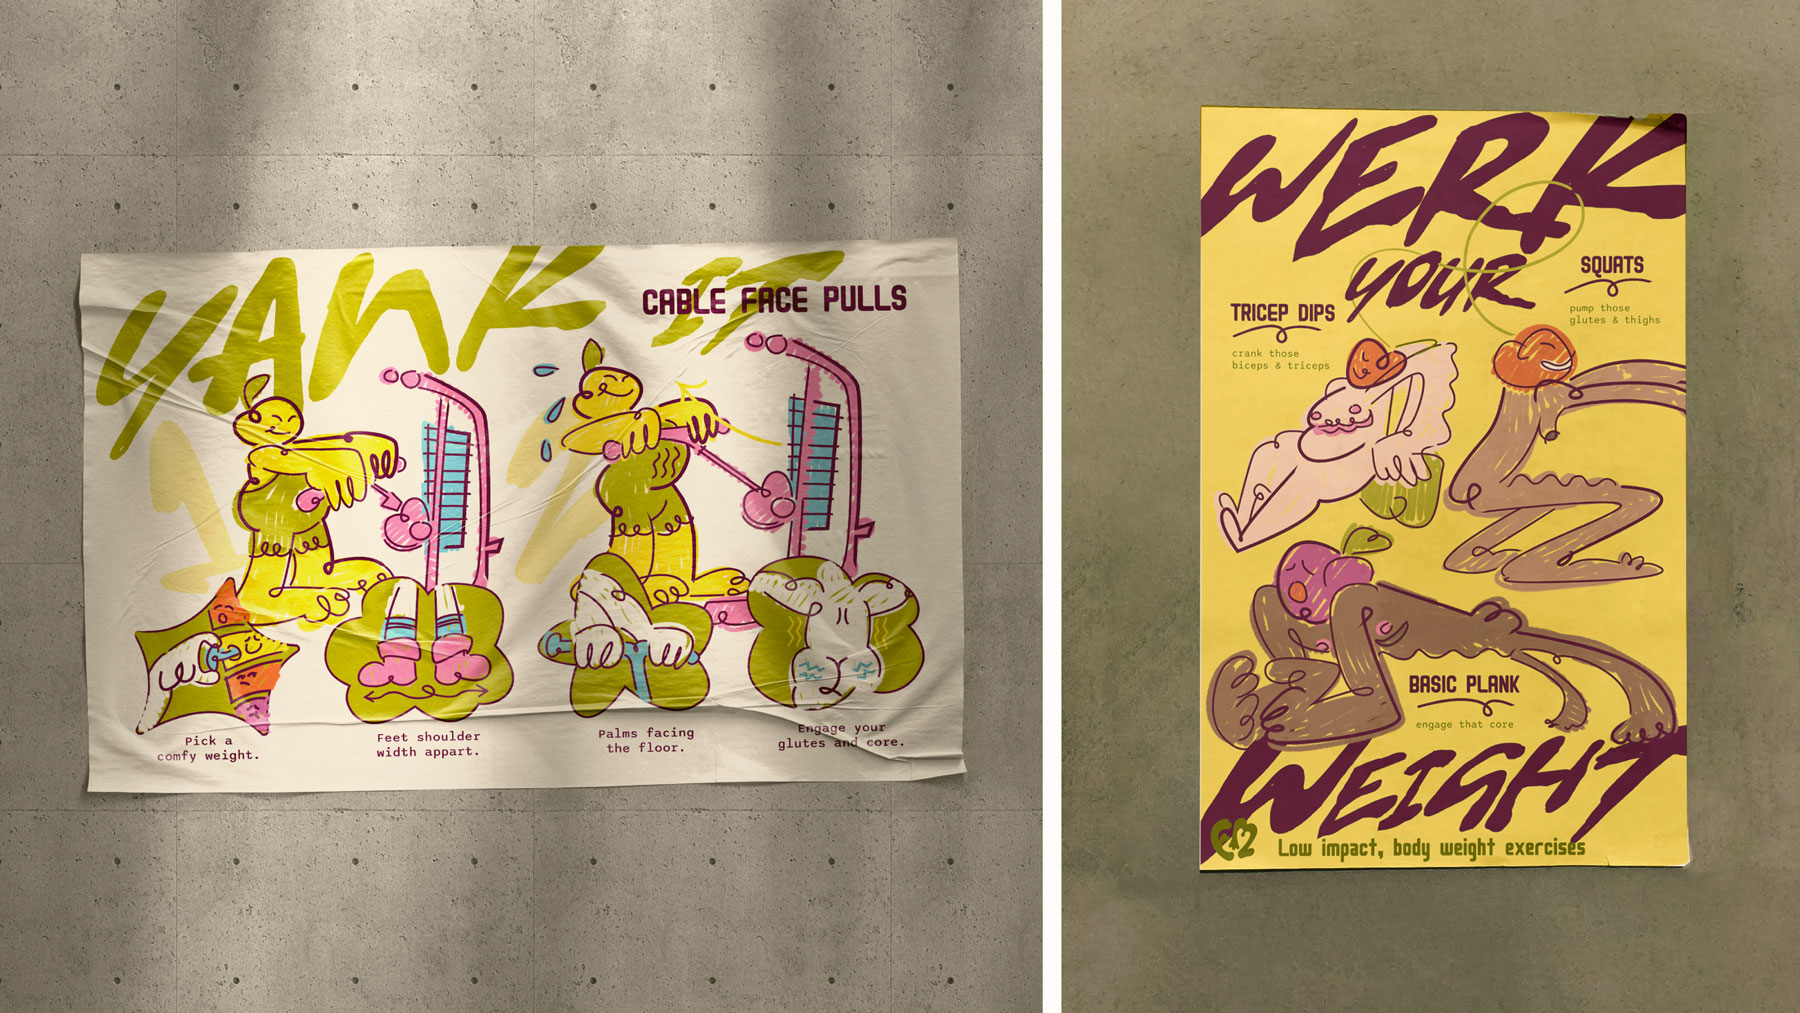 YANK IT
CABLE FACE PULLS
1
2
Pick a
comfy weight.
Feet shoulder
width appart.
Palms facing
the floor.
Engage your
glutes and core.
WERK
YOUR
SQUATS
pump those
glutes & thighs
TRICEP DIPS
crank those
biceps & triceps
BASIC PLANK
engage that core
WEIGHT
Low impact, body weight exercises